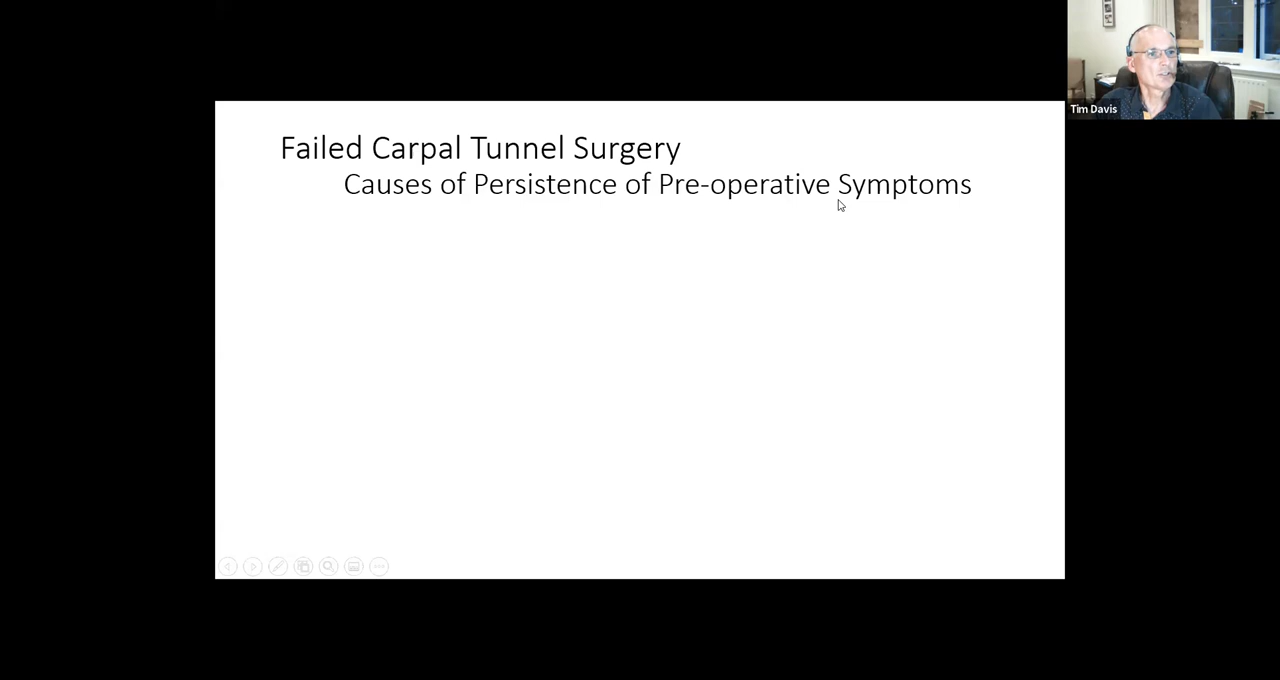 Failed Carpal Tunnel Surgery
Causes of Persistence of Pre-operative Symptoms
Tim Davis